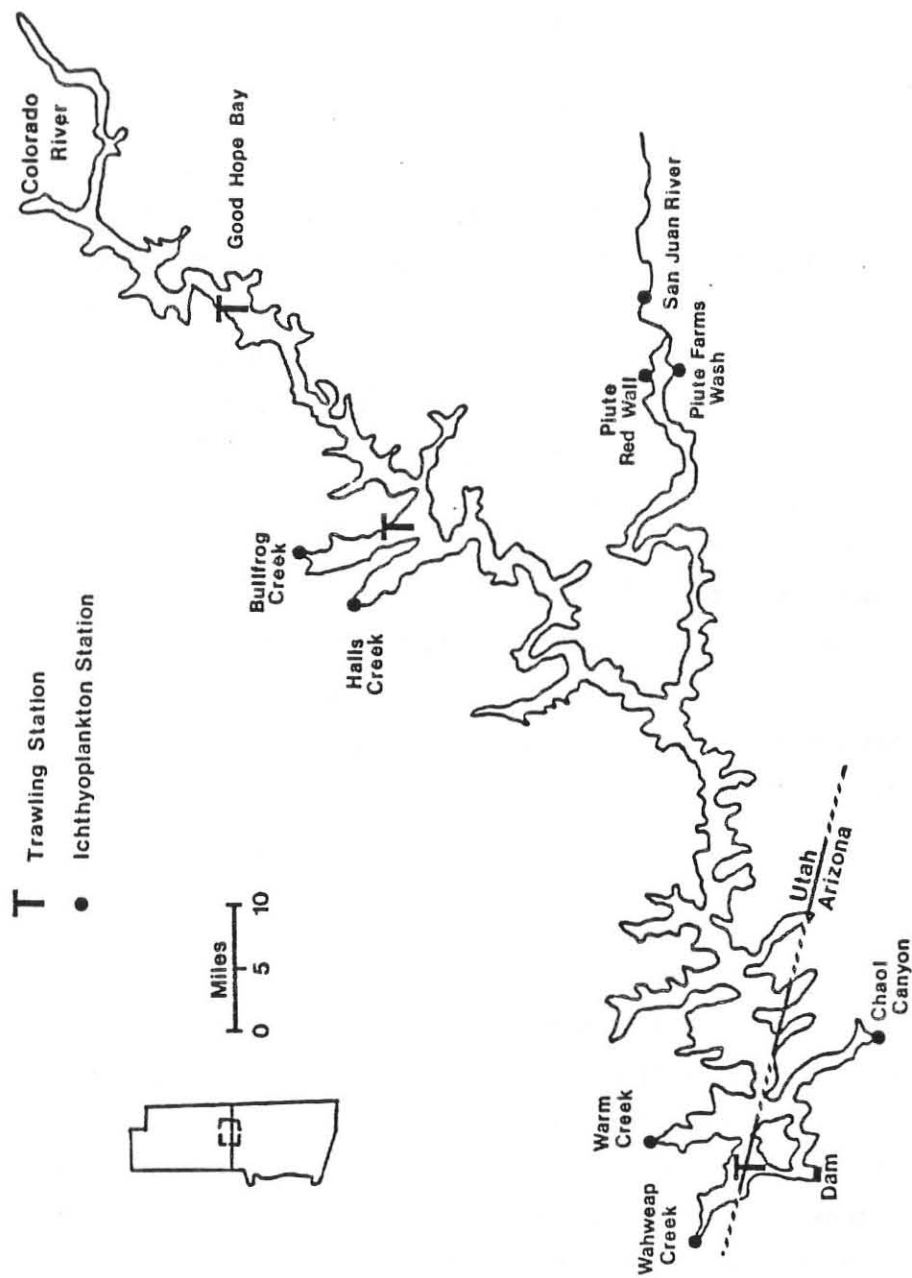 T Trawling Station
Ichthyoplankton Station
Miles
0 5 10
Colorado
River
Good Hope Bay
Bullfrog
Creek
Halls
Creek
Piute
Red Wall
San Juan River
Piute Farms
Wash
Utah
Arizona
Warm
Creek
Wahweap
Creek
Chaol
Canyon
Dam
T
T
T